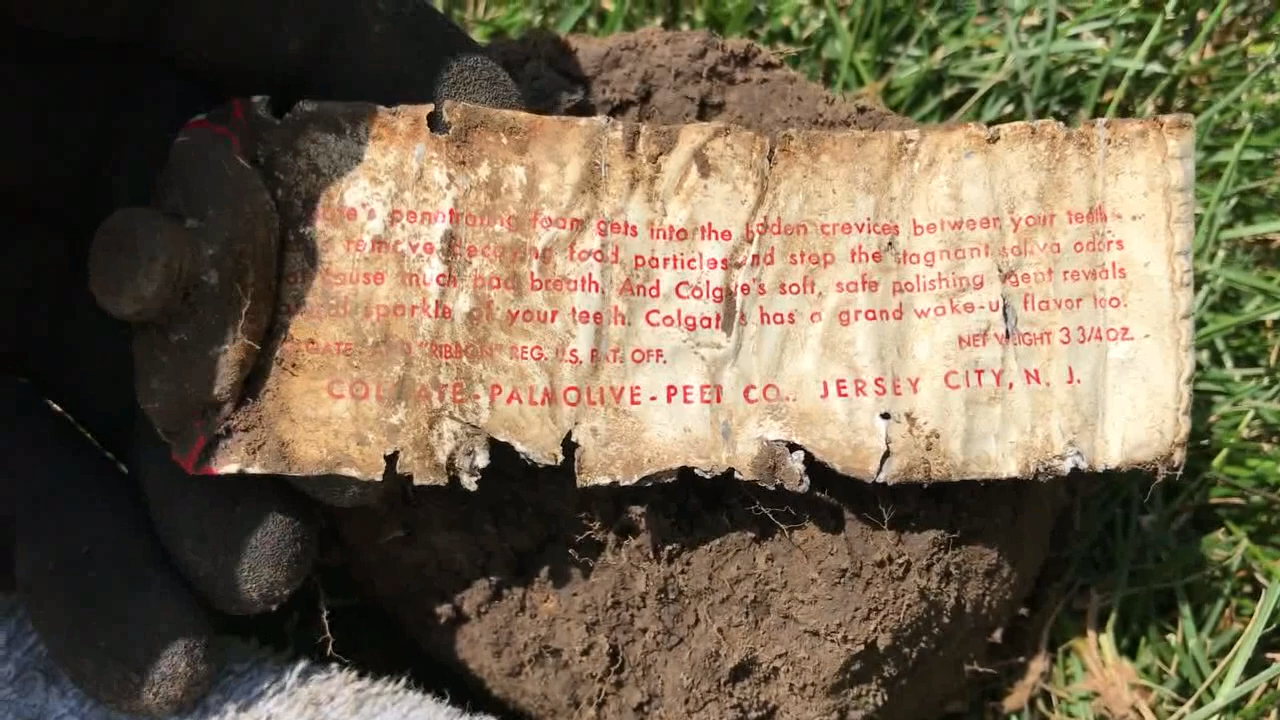 penetrating foam gets into the hidden crevices between your teeth
remove decaying food particles and stop the stagnant saliva odors
cause much bad breath. And Colgate's soft, safe polishing agent reveals
sparkle of your teeth. Colgate's has a grand wake-up flavor too!
"RIBBON" REG. U.S. PAT. OFF.
NET WEIGHT 3 3/4 OZ.
COLGATE-PALMOLIVE-PEET CO., JERSEY CITY, N. J.